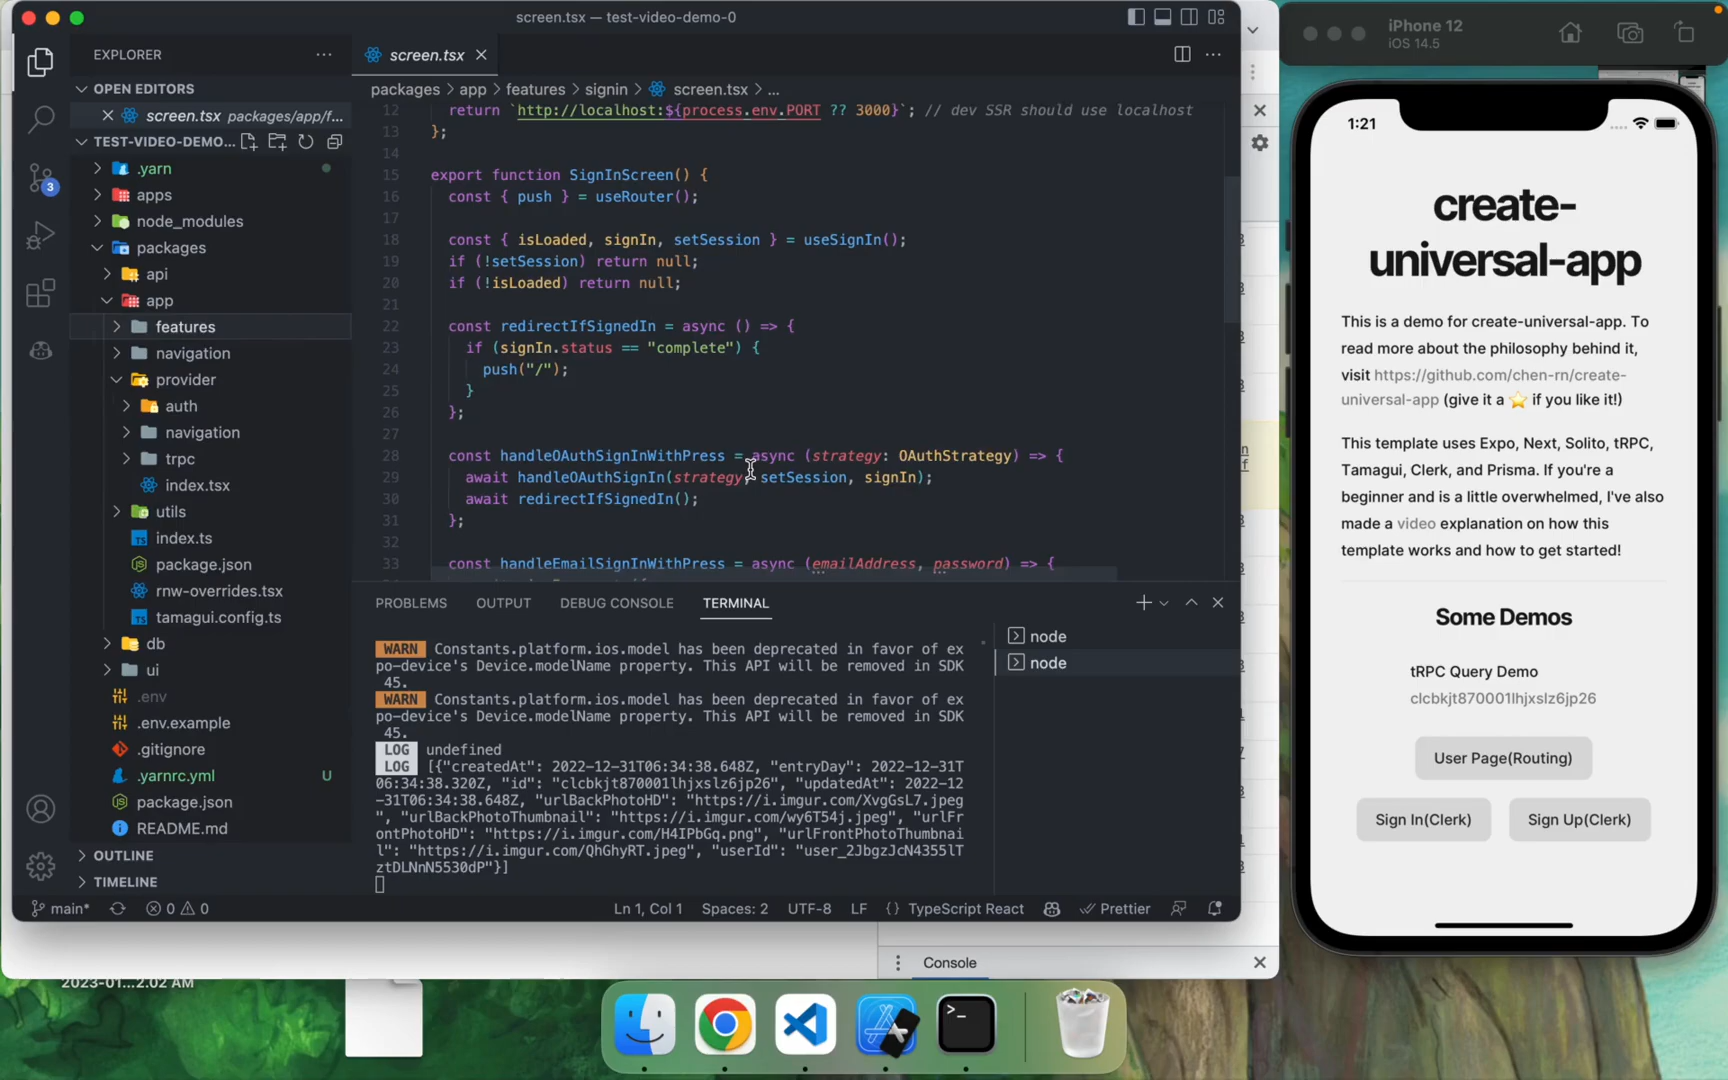 screen.tsx — test-video-demo-0
EXPLORER
OPEN EDITORS
screen.tsx packages/app/f...
TEST-VIDEO-DEMO...
.yarn
apps
node_modules
packages
api
app
features
navigation
provider
auth
navigation
trpc
index.tsx
utils
index.ts
package.json
rnw-overrides.tsx
tamagui.config.ts
db
ui
.env
.env.example
.gitignore
.yarnrc.yml U
package.json
README.md
OUTLINE
TIMELINE
3
screen.tsx
packages > app > features > signin > screen.tsx > ...
12 return `http://localhost:${process.env.PORT ?? 3000}`; // dev SSR should use localhost
13 };
14
15 export function SignInScreen() {
16 const { push } = useRouter();
17
18 const { isLoaded, signIn, setSession } = useSignIn();
19 if (!setSession) return null;
20 if (!isLoaded) return null;
21
22 const redirectIfSignedIn = async () => {
23 if (signIn.status == "complete") {
24 push("/");
25 }
26 };
27
28 const handleOAuthSignInWithPress = async (strategy: OAuthStrategy) => {
29 await handleOAuthSignIn(strategy, setSession, signIn);
30 await redirectIfSignedIn();
31 };
32
33 const handleEmailSignInWithPress = async (emailAddress, password) => {
PROBLEMS OUTPUT DEBUG CONSOLE TERMINAL
WARN Constants.platform.ios.model has been deprecated in favor of ex
po-device's Device.modelName property. This API will be removed in SDK
45.
WARN Constants.platform.ios.model has been deprecated in favor of ex
po-device's Device.modelName property. This API will be removed in SDK
45.
LOG undefined
LOG [{"createdAt": 2022-12-31T06:34:38.648Z, "entryDay": 2022-12-31T
06:34:38.320Z, "id": "clcbkjt870001lhjxslz6jp26", "updatedAt": 2022-12
-31T06:34:38.648Z, "urlBackPhotoHD": "https://i.imgur.com/XvgGsL7.jpeg
", "urlBackPhotoThumbnail": "https://i.imgur.com/wy6T54j.jpeg", "urlFr
ontPhotoHD": "https://i.imgur.com/H4IPbGq.png", "urlFrontPhotoThumbnai
l": "https://i.imgur.com/QhGhyRT.jpeg", "userId": "user_2JbgzJcN4355lT
ztDLNnN5530dP"}]
node
node
main* 0 0 Ln 1, Col 1 Spaces: 2 UTF-8 LF {} TypeScript React Prettier
Console
2023-01...2.02 AM
iPhone 12
iOS 14.5
1:21
create-
universal-app
This is a demo for create-universal-app. To
read more about the philosophy behind it,
visit https://github.com/chen-rn/create-
universal-app (give it a ⭐ if you like it!)
This template uses Expo, Next, Solito, tRPC,
Tamagui, Clerk, and Prisma. If you're a
beginner and is a little overwhelmed, I've also
made a video explanation on how this
template works and how to get started!
Some Demos
tRPC Query Demo
clcbkjt870001lhjxslz6jp26
User Page(Routing)
Sign In(Clerk) Sign Up(Clerk)